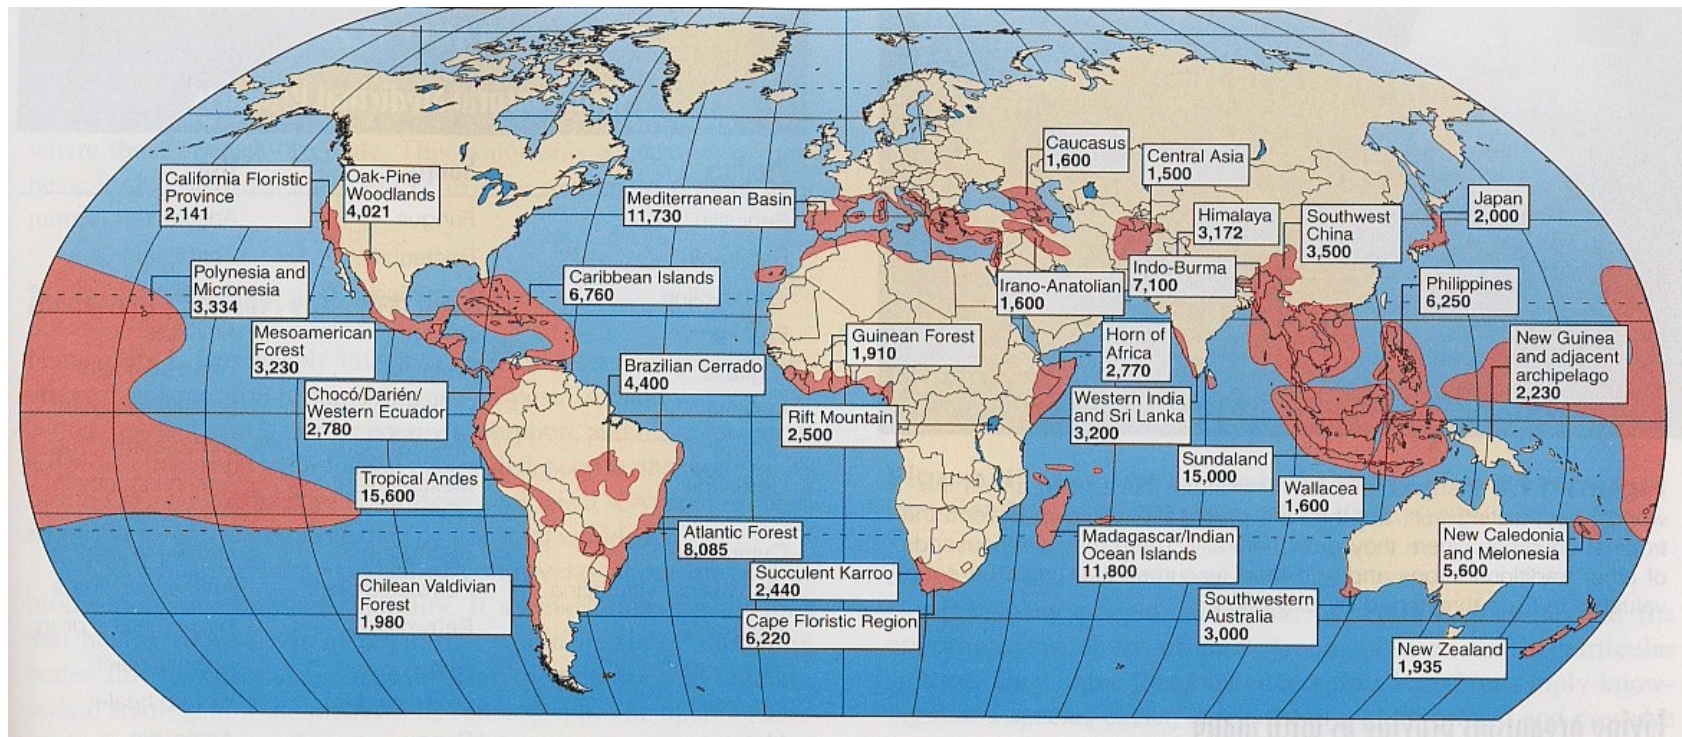 California Floristic
Province
2,141
Oak-Pine
Woodlands
4,021
Polynesia and
Micronesia
3,334
Mesoamerican
Forest
3,230
Chocó/Darién/
Western Ecuador
2,780
Tropical Andes
15,600
Chilean Valdivian
Forest
1,980
Caribbean Islands
6,760
Brazilian Cerrado
4,400
Atlantic Forest
8,085
Mediterranean Basin
11,730
Guinean Forest
1,910
Rift Mountain
2,500
Succulent Karroo
2,440
Cape Floristic Region
6,220
Caucasus
1,600
Central Asia
1,500
Irano-Anatolian
1,600
Himalaya
3,172
Indo-Burma
7,100
Southwest
China
3,500
Japan
2,000
Philippines
6,250
Horn of
Africa
2,770
Western India
and Sri Lanka
3,200
New Guinea
and adjacent
archipelago
2,230
Sundaland
15,000
Wallacea
1,600
Madagascar/Indian
Ocean Islands
11,800
New Caledonia
and Melonesia
5,600
Southwestern
Australia
3,000
New Zealand
1,935